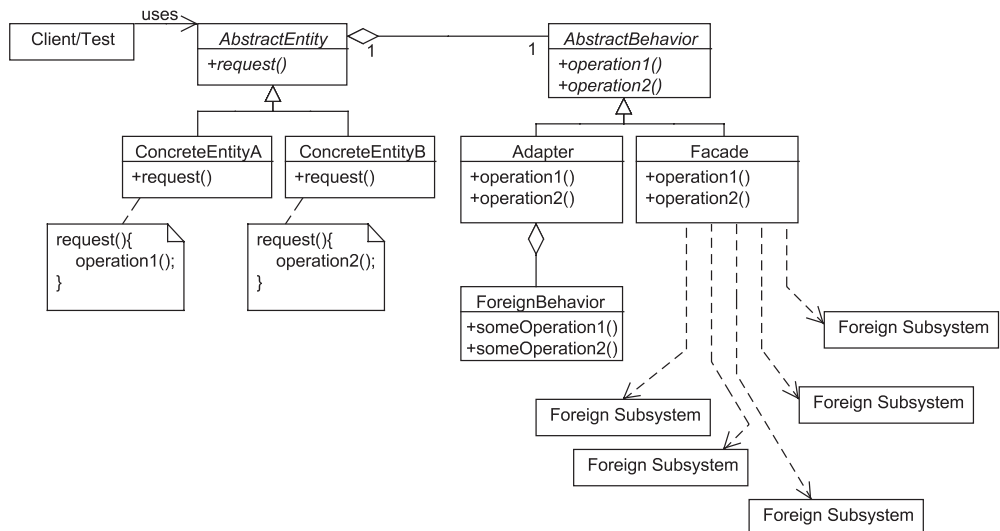 uses
Client/Test
AbstractEntity
+request()
1
1
AbstractBehavior
+operation1()
+operation2()
ConcreteEntityA
+request()
ConcreteEntityB
+request()
Adapter
+operation1()
+operation2()
Facade
+operation1()
+operation2()
request(){
operation1();
}
request(){
operation2();
}
ForeignBehavior
+someOperation1()
+someOperation2()
Foreign Subsystem
Foreign Subsystem
Foreign Subsystem
Foreign Subsystem
Foreign Subsystem